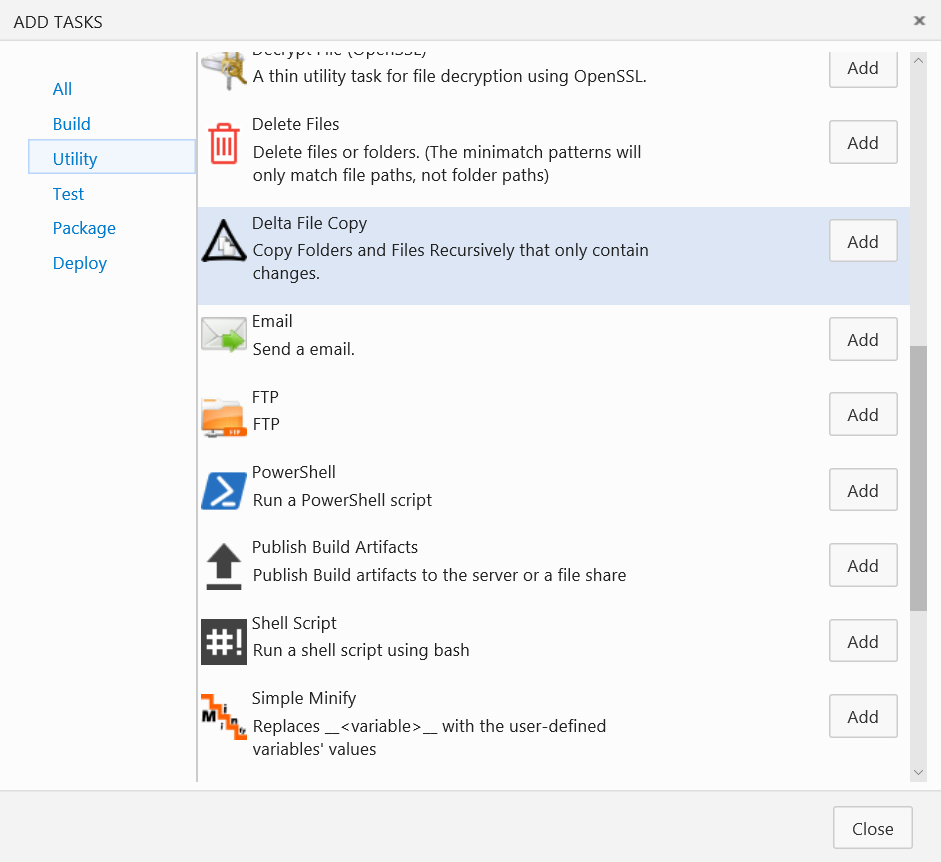 ADD TASKS
All
Build
Utility
Test
Package
Deploy
Decrypt File (OpenSSL)
A thin utility task for file decryption using OpenSSL.
Add
Delete Files
Delete files or folders. (The minimatch patterns will
only match file paths, not folder paths)
Add
Delta File Copy
Copy Folders and Files Recursively that only contain
changes.
Add
Email
Send a email.
Add
FTP
FTP
FTP
Add
PowerShell
Run a PowerShell script
Add
Publish Build Artifacts
Publish Build artifacts to the server or a file share
Add
#!
Shell Script
Run a shell script using bash
Add
Minify
Simple Minify
Replaces __<variable>__ with the user-defined
variables' values
Add
Close